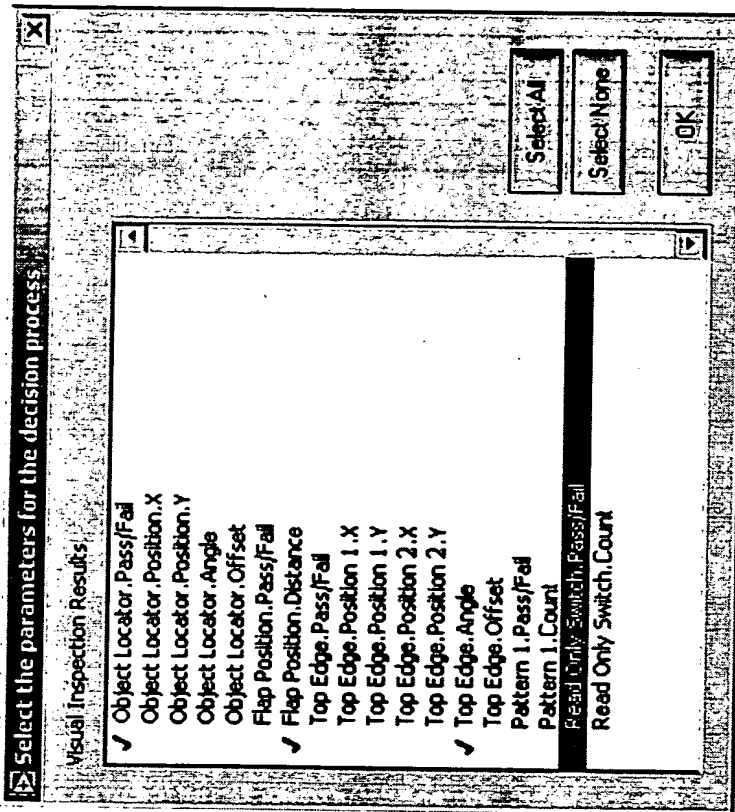 Select the parameters for the decision process
Visual Inspection Results
✓ Object Locator.Pass/Fail
Object Locator.Position.X
Object Locator.Position.Y
Object Locator.Angle
Object Locator.Offset
Flap Position.Pass/Fail
✓ Flap Position.Distance
Top Edge.Pass/Fail
Top Edge.Position 1.X
Top Edge.Position 1.Y
Top Edge.Position 2.X
Top Edge.Position 2.Y
✓ Top Edge.Angle
Top Edge.Offset
Pattern 1.Pass/Fail
Pattern 1.Count
Read Only Switch.Pass/Fail
Read Only Switch.Count
Select All
Select None
OK